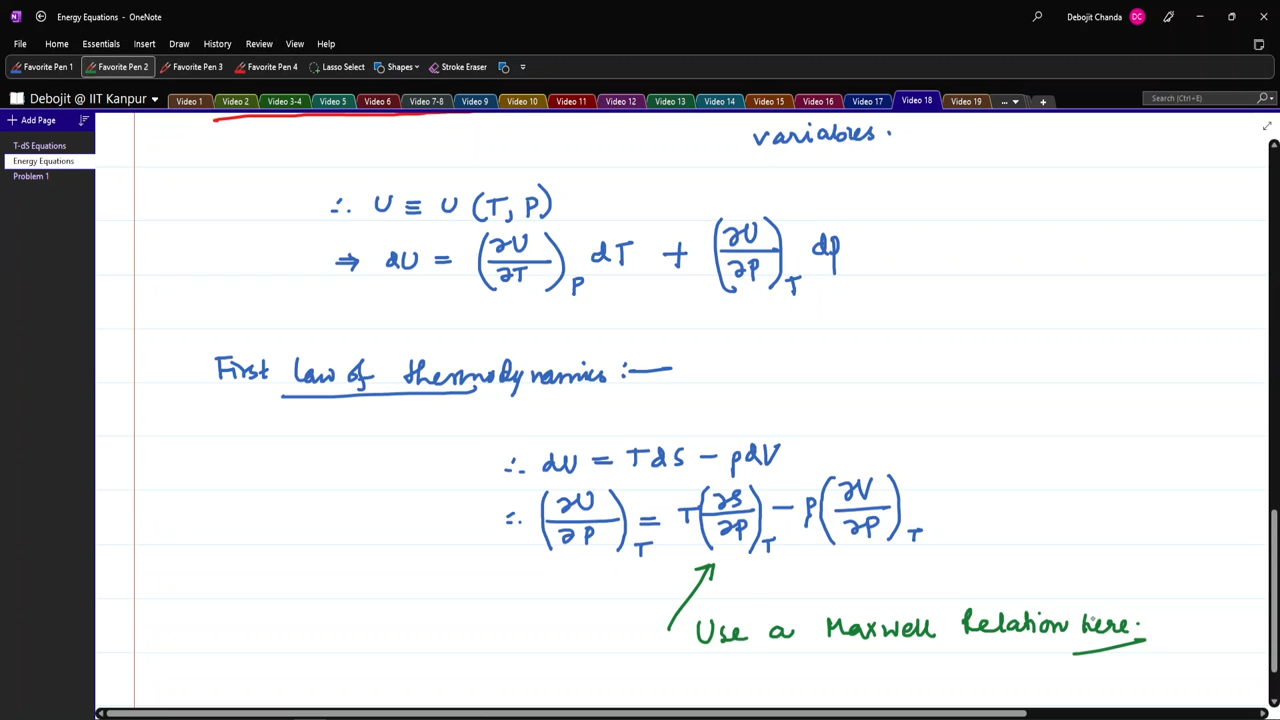 Energy Equations - OneNote
Debojit Chanda DC
File Home Essentials Insert Draw History Review View Help
Favorite Pen 1 Favorite Pen 2 Favorite Pen 3 Favorite Pen 4 Lasso Select Shapes Stroke Eraser
Debojit @ IIT Kanpur Video 1 Video 2 Video 3-4 Video 5 Video 6 Video 7-8 Video 9 Video 10 Video 11 Video 12 Video 13 Video 14 Video 15 Video 16 Video 17 Video 18 Video 19 ... + Search (Ctrl+E)
+ Add Page
T-dS Equations
Energy Equations
Problem 1
variables.
∴ U ≡ U (T, P)
⇒ dU = (∂U/∂T)_P dT + (∂U/∂P)_T dP
First law of thermodynamics :—
∴ dU = TdS - PdV
∴ (∂U/∂P)_T = T(∂S/∂P)_T - P(∂V/∂P)_T
Use a Maxwell Relation here.